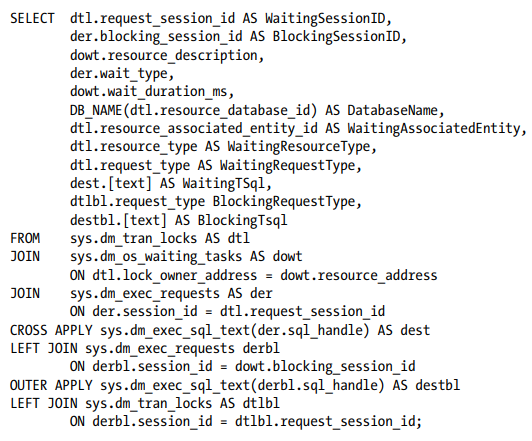 SELECT dtl.request_session_id AS WaitingSessionID,
der.blocking_session_id AS BlockingSessionID,
dowt.resource_description,
der.wait_type,
dowt.wait_duration_ms,
DB_NAME(dtl.resource_database_id) AS DatabaseName,
dtl.resource_associated_entity_id AS WaitingAssociatedEntity,
dtl.resource_type AS WaitingResourceType,
dtl.request_type AS WaitingRequestType,
dest.[text] AS WaitingTSql,
dtlbl.request_type BlockingRequestType,
destbl.[text] AS BlockingTsql
FROM sys.dm_tran_locks AS dtl
JOIN sys.dm_os_waiting_tasks AS dowt
ON dtl.lock_owner_address = dowt.resource_address
JOIN sys.dm_exec_requests AS der
ON der.session_id = dtl.request_session_id
CROSS APPLY sys.dm_exec_sql_text(der.sql_handle) AS dest
LEFT JOIN sys.dm_exec_requests derbl
ON derbl.session_id = dowt.blocking_session_id
OUTER APPLY sys.dm_exec_sql_text(derbl.sql_handle) AS destbl
LEFT JOIN sys.dm_tran_locks AS dtlbl
ON derbl.session_id = dtlbl.request_session_id;